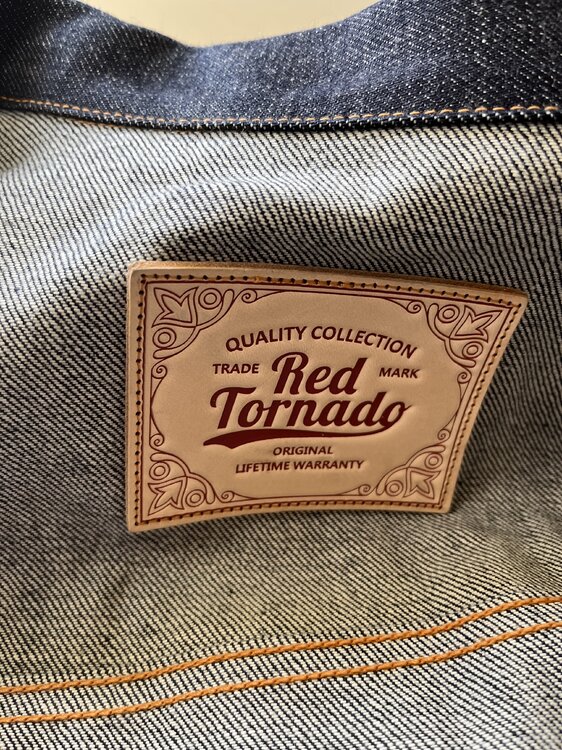 QUALITY COLLECTION
TRADE Red MARK
Tornado
ORIGINAL
LIFETIME WARRANTY